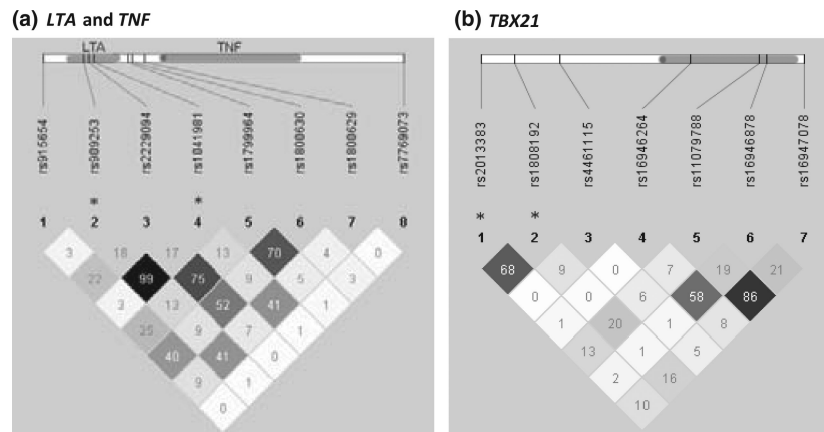 (a) LTA and TNF
LTA TNF
rs915654 rs909253 rs2229094 rs1041981 rs1799964 rs1800630 rs1800629 rs7769073
* *
1 2 3 4 5 6 7 8
3 18 17 13 70 4 0
22 99 75 9 5 3
3 13 52 41 1
25 9 7 1
40 41 0
9 1
0
(b) TBX21
rs2013383 rs1808192 rs4461115 rs16946264 rs11079788 rs16946878 rs16947078
* *
1 2 3 4 5 6 7
68 9 0 7 19 21
0 0 6 58 86
1 20 1 8
13 1 5
2 16
10